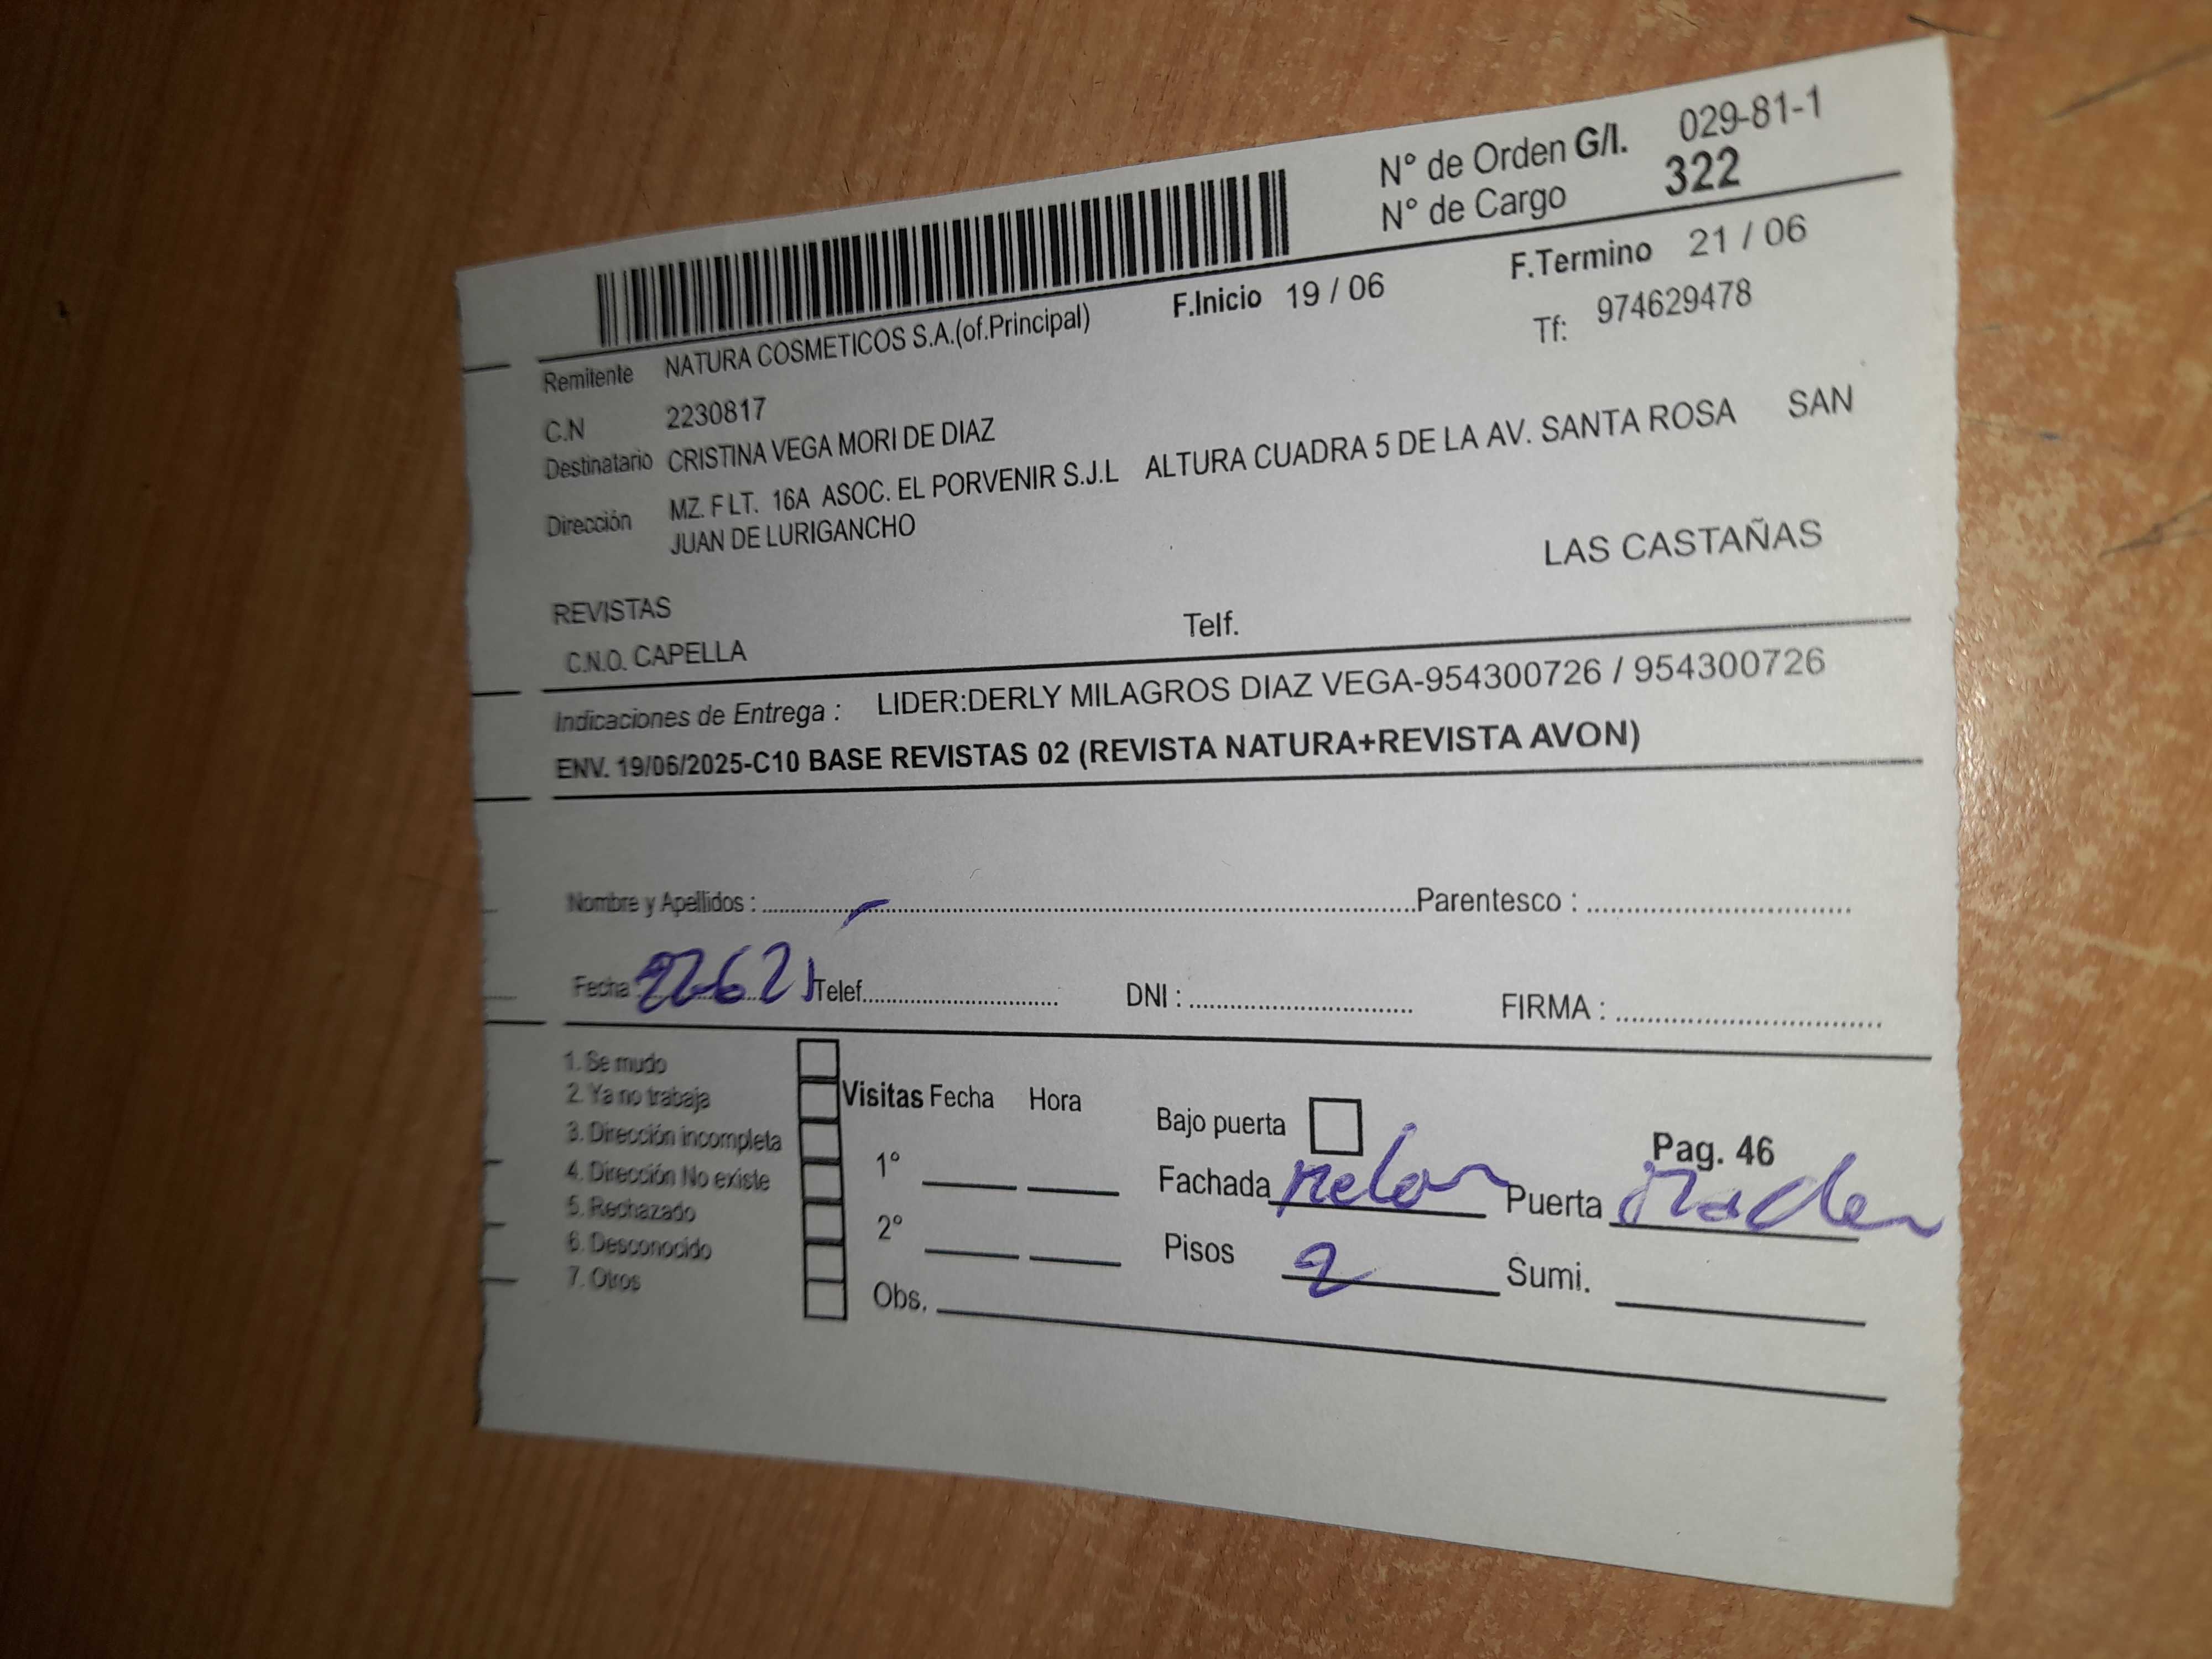 N° de Orden G/I. 029-81-1
N° de Cargo 322
F.Inicio 19 / 06 F.Termino 21 / 06
Remitente NATURA COSMETICOS S.A.(of.Principal) Tf: 974629478
C.N 2230817
Destinatario CRISTINA VEGA MORI DE DIAZ
Dirección MZ. F LT. 16A ASOC. EL PORVENIR S.J.L ALTURA CUADRA 5 DE LA AV. SANTA ROSA SAN
JUAN DE LURIGANCHO
LAS CASTAÑAS
REVISTAS
C.N.O. CAPELLA Telf.
Indicaciones de Entrega : LIDER:DERLY MILAGROS DIAZ VEGA-954300726 / 954300726
ENV. 19/06/2025-C10 BASE REVISTAS 02 (REVISTA NATURA+REVISTA AVON)
Nombre y Apellidos : Parentesco :
Fecha Telef. DNI : FIRMA :
1. Se mudo
2. Ya no trabaja Visitas Fecha Hora Bajo puerta
3. Dirección incompleta Pag. 46
4. Dirección No existe 1° Fachada Puerta
5. Rechazado
6. Desconocido 2° Pisos 2 Sumi.
7. Otros Obs.